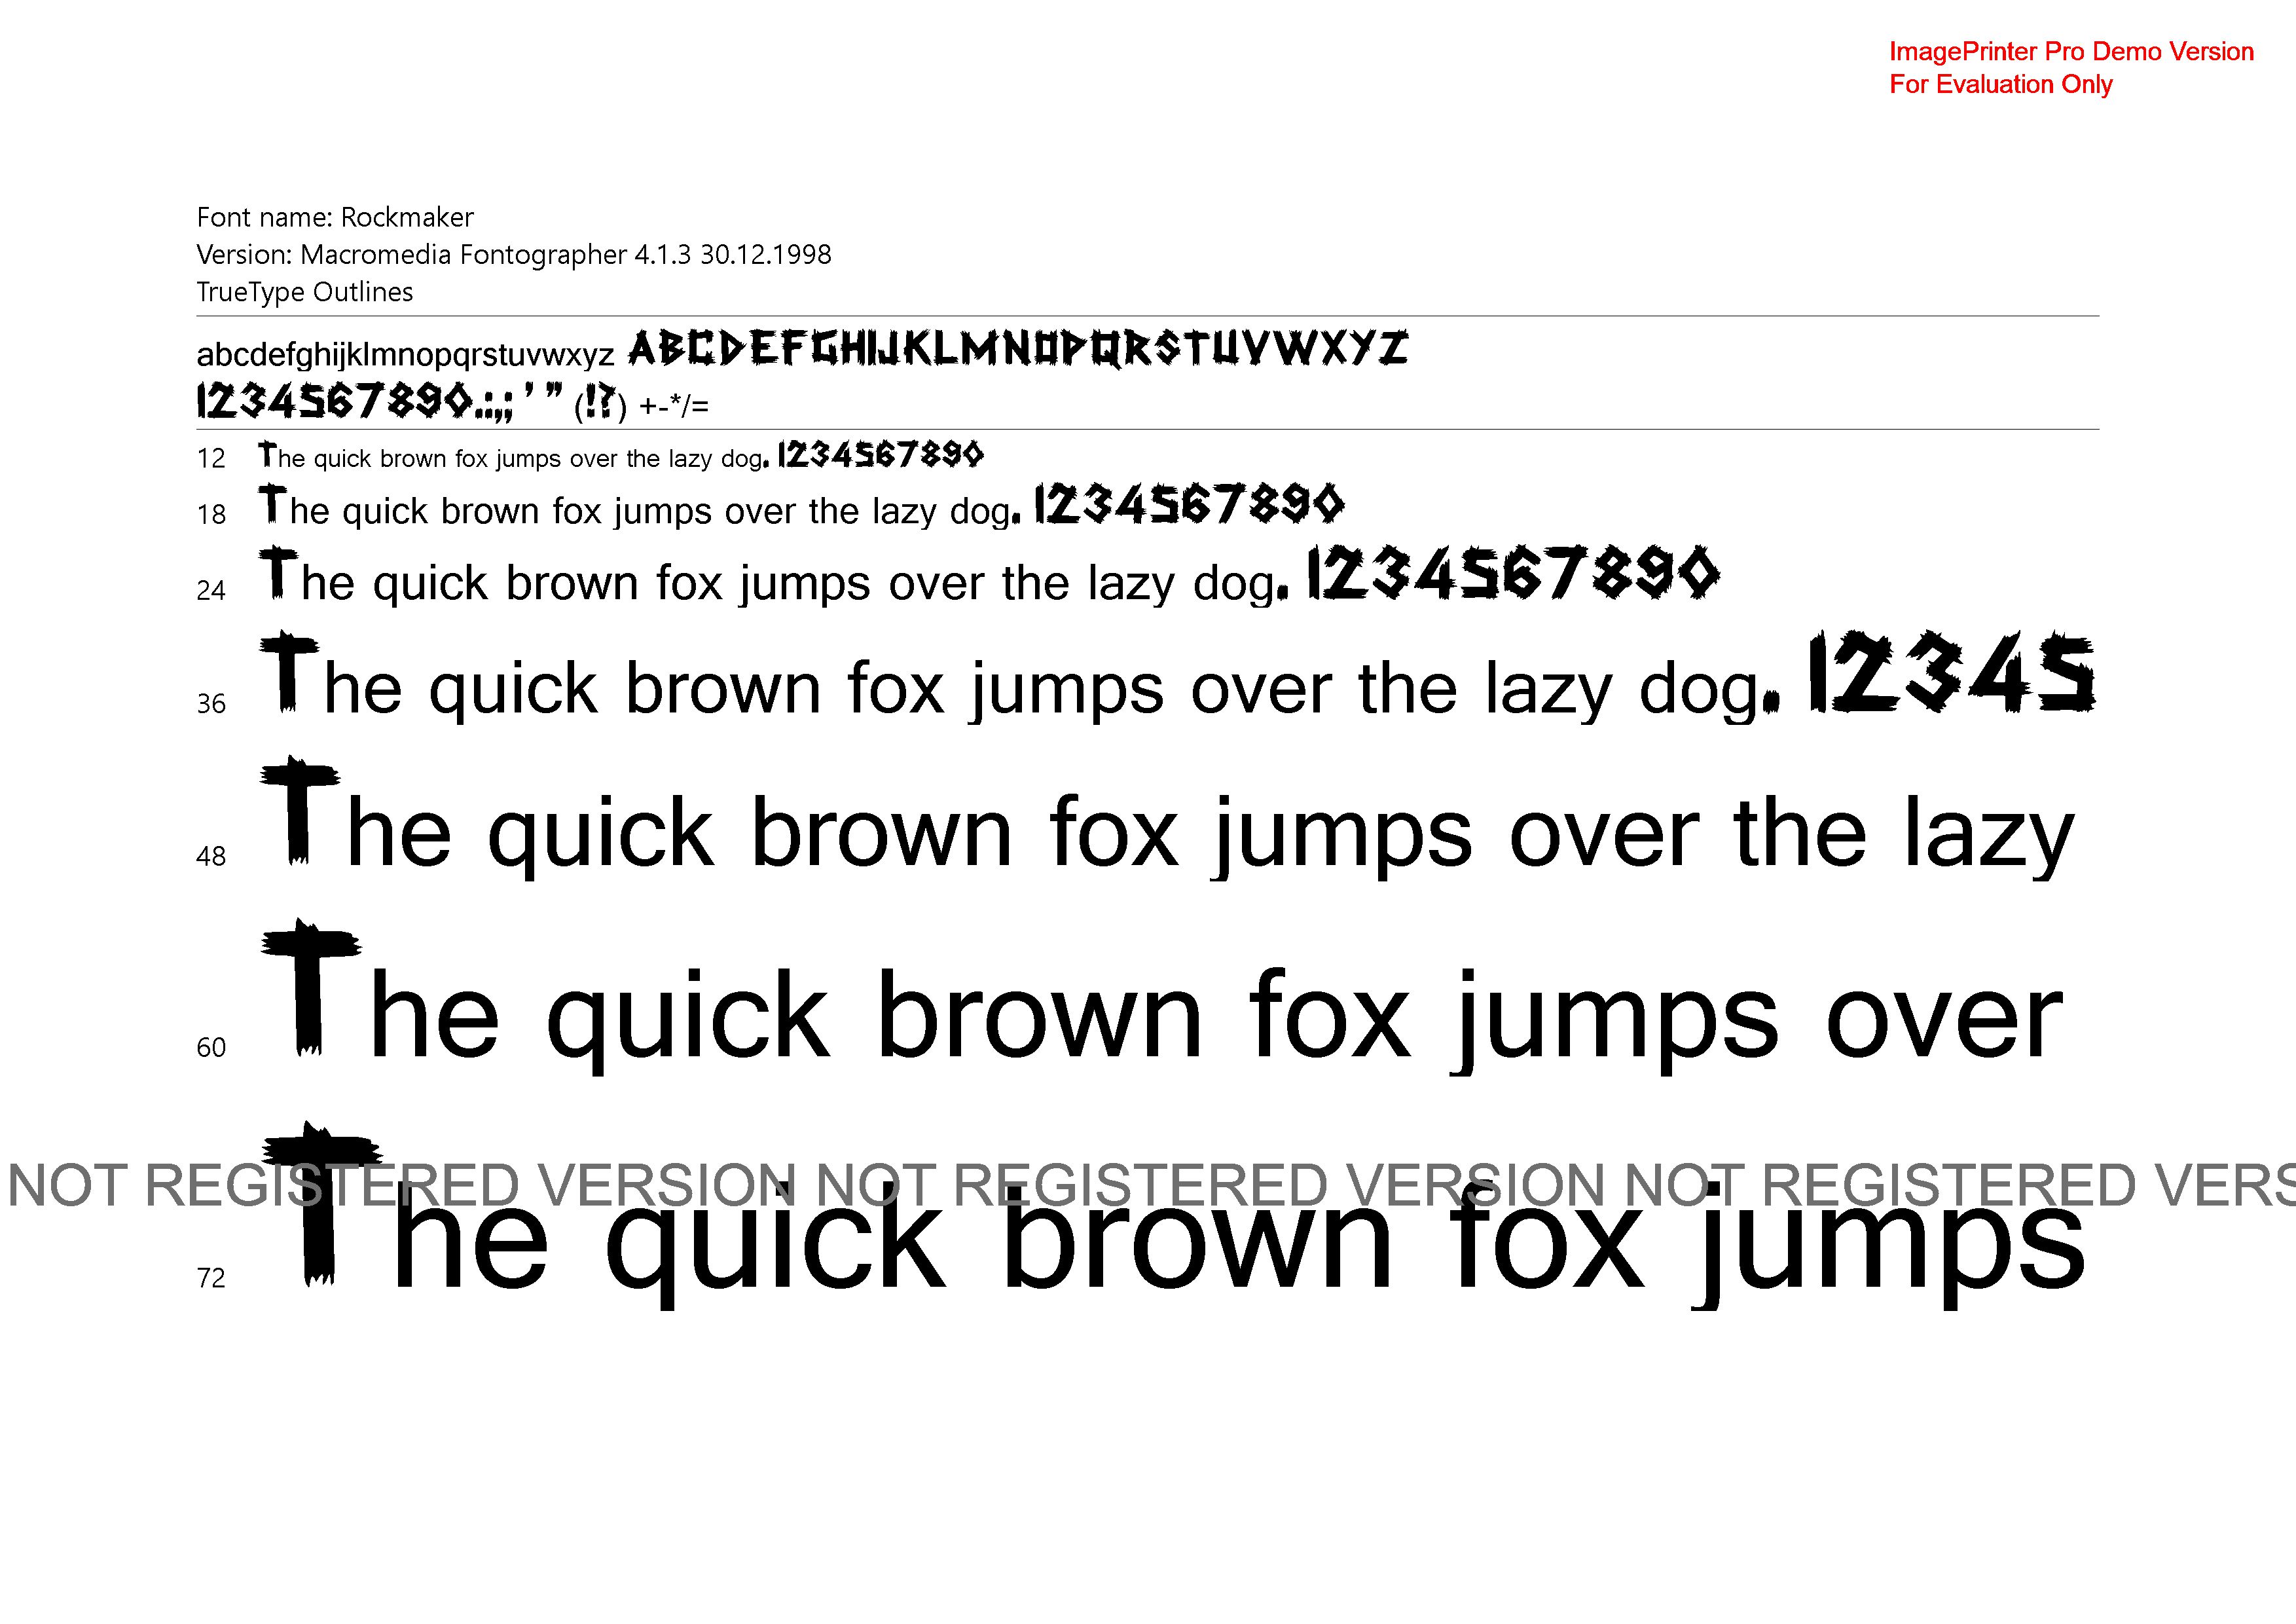 ImagePrinter Pro Demo Version
For Evaluation Only
Font name: Rockmaker
Version: Macromedia Fontographer 4.1.3 30.12.1998
TrueType Outlines
abcdefghijklmnopqrstuvwxyz ABCDEFGHIJKLMNOPQRSTUVWXYZ
1234567890.:,; ' " (!?) +-*/=
12 The quick brown fox jumps over the lazy dog. 1234567890
18 The quick brown fox jumps over the lazy dog. 1234567890
24 The quick brown fox jumps over the lazy dog. 1234567890
36 The quick brown fox jumps over the lazy dog. 12345
48 The quick brown fox jumps over the lazy
60 The quick brown fox jumps over
NOT REGISTERED VERSION NOT REGISTERED VERSION NOT REGISTERED VERS
72 The quick brown fox jumps